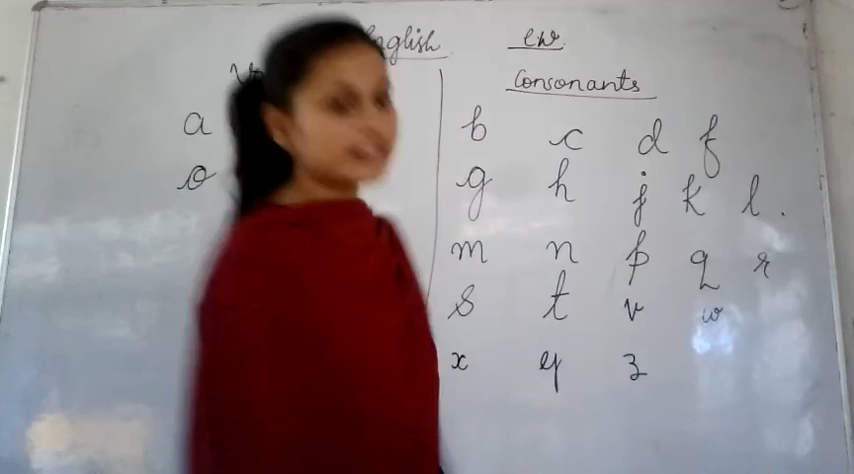 English c.w.
Consonants
a b c d f
o g h j k l .
m n p q r
s t v w
x y z